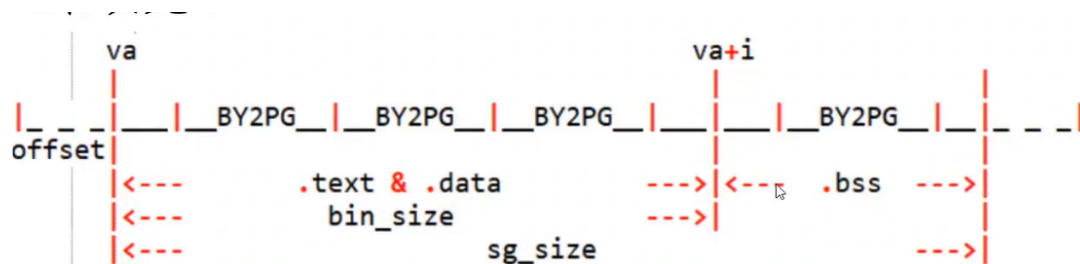 va va+i
|_ _ _|___|__BY2PG__|__BY2PG__|__BY2PG__|___|___|__BY2PG__|__|_ _ _|
offset| | |
|<--- .text & .data --->|<--- .bss --->|
|<--- bin_size --->| |
|<--- sg_size --->|